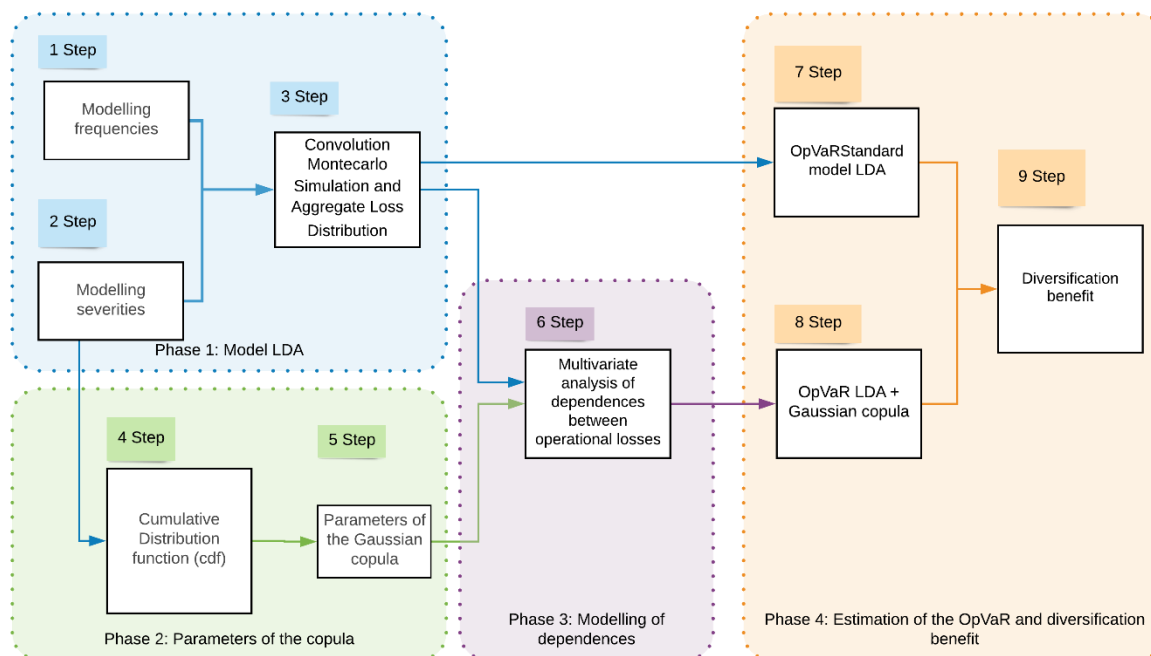 1 Step
Modelling
frequencies
2 Step
Modelling
severities
3 Step
Convolution
Montecarlo
Simulation and
Aggregate Loss
Distribution
Phase 1: Model LDA
4 Step
Cumulative
Distribution
function (cdf)
5 Step
Parameters of
the Gaussian
copula
Phase 2: Parameters of the copula
6 Step
Multivariate
analysis of
dependences
between
operational losses
Phase 3: Modelling of
dependences
7 Step
OpVaRStandard
model LDA
8 Step
OpVaR LDA +
Gaussian copula
9 Step
Diversification
benefit
Phase 4: Estimation of the OpVaR and diversification
benefit